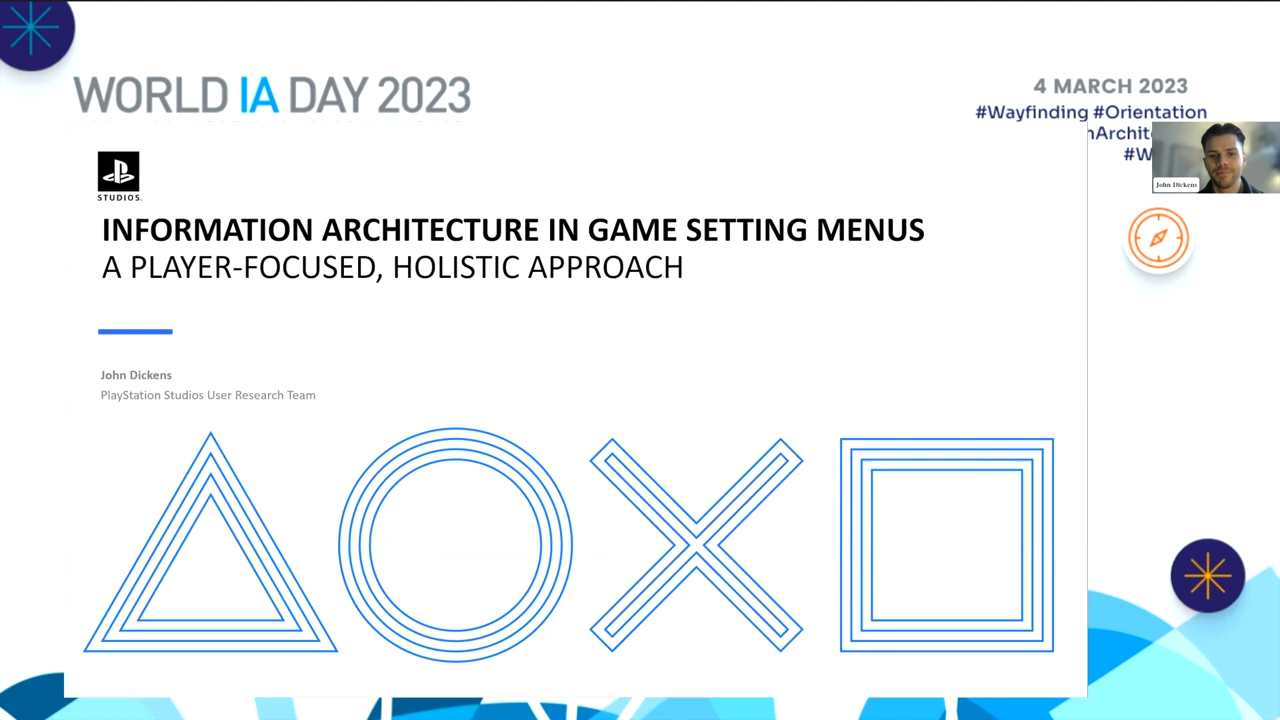 WORLD IA DAY 2023
4 MARCH 2023
#Wayfinding #Orientation
nArchite
#W
John Dickens
STUDIOS.
INFORMATION ARCHITECTURE IN GAME SETTING MENUS
A PLAYER-FOCUSED, HOLISTIC APPROACH
John Dickens
PlayStation Studios User Research Team